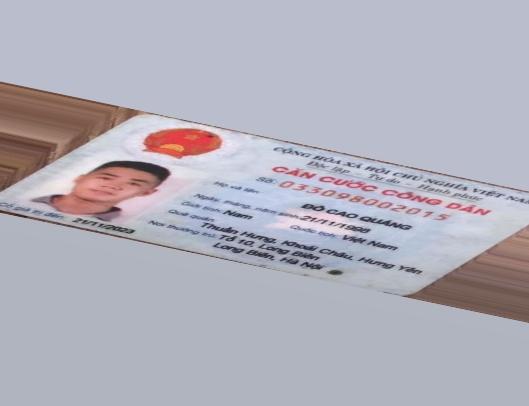 CỘNG HÒA XÃ HỘI CHỦ NGHĨA VIỆT NAM
Độc lập - Tự do - Hạnh phúc
CĂN CƯỚC CÔNG DÂN
Số: 033098002015
Họ và tên:
ĐỖ CAO QUẢNG
Ngày, tháng, năm sinh: 21/11/1998
Giới tính: Nam Quốc tịch: Việt Nam
Quê quán:
Thuần Hưng, Khoái Châu, Hưng Yên
Nơi thường trú: Tổ 10, Long Biên
Long Biên, Hà Nội
Có giá trị đến: 21/11/2023